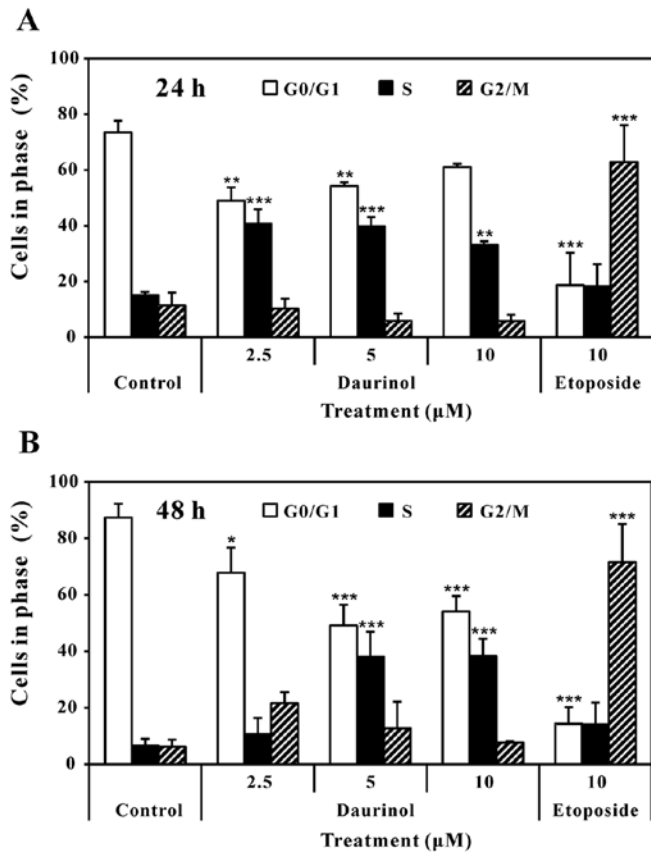 A
Cells in phase (%)
100
80
60
40
20
0
24 h G0/G1 S G2/M
** *** ** *** ** *** ***
2.5 5 10 10
Control Daurinol Etoposide
Treatment (µM)
B
Cells in phase (%)
100
80
60
40
20
0
48 h G0/G1 S G2/M
* *** *** *** *** *** ***
2.5 5 10 10
Control Daurinol Etoposide
Treatment (µM)